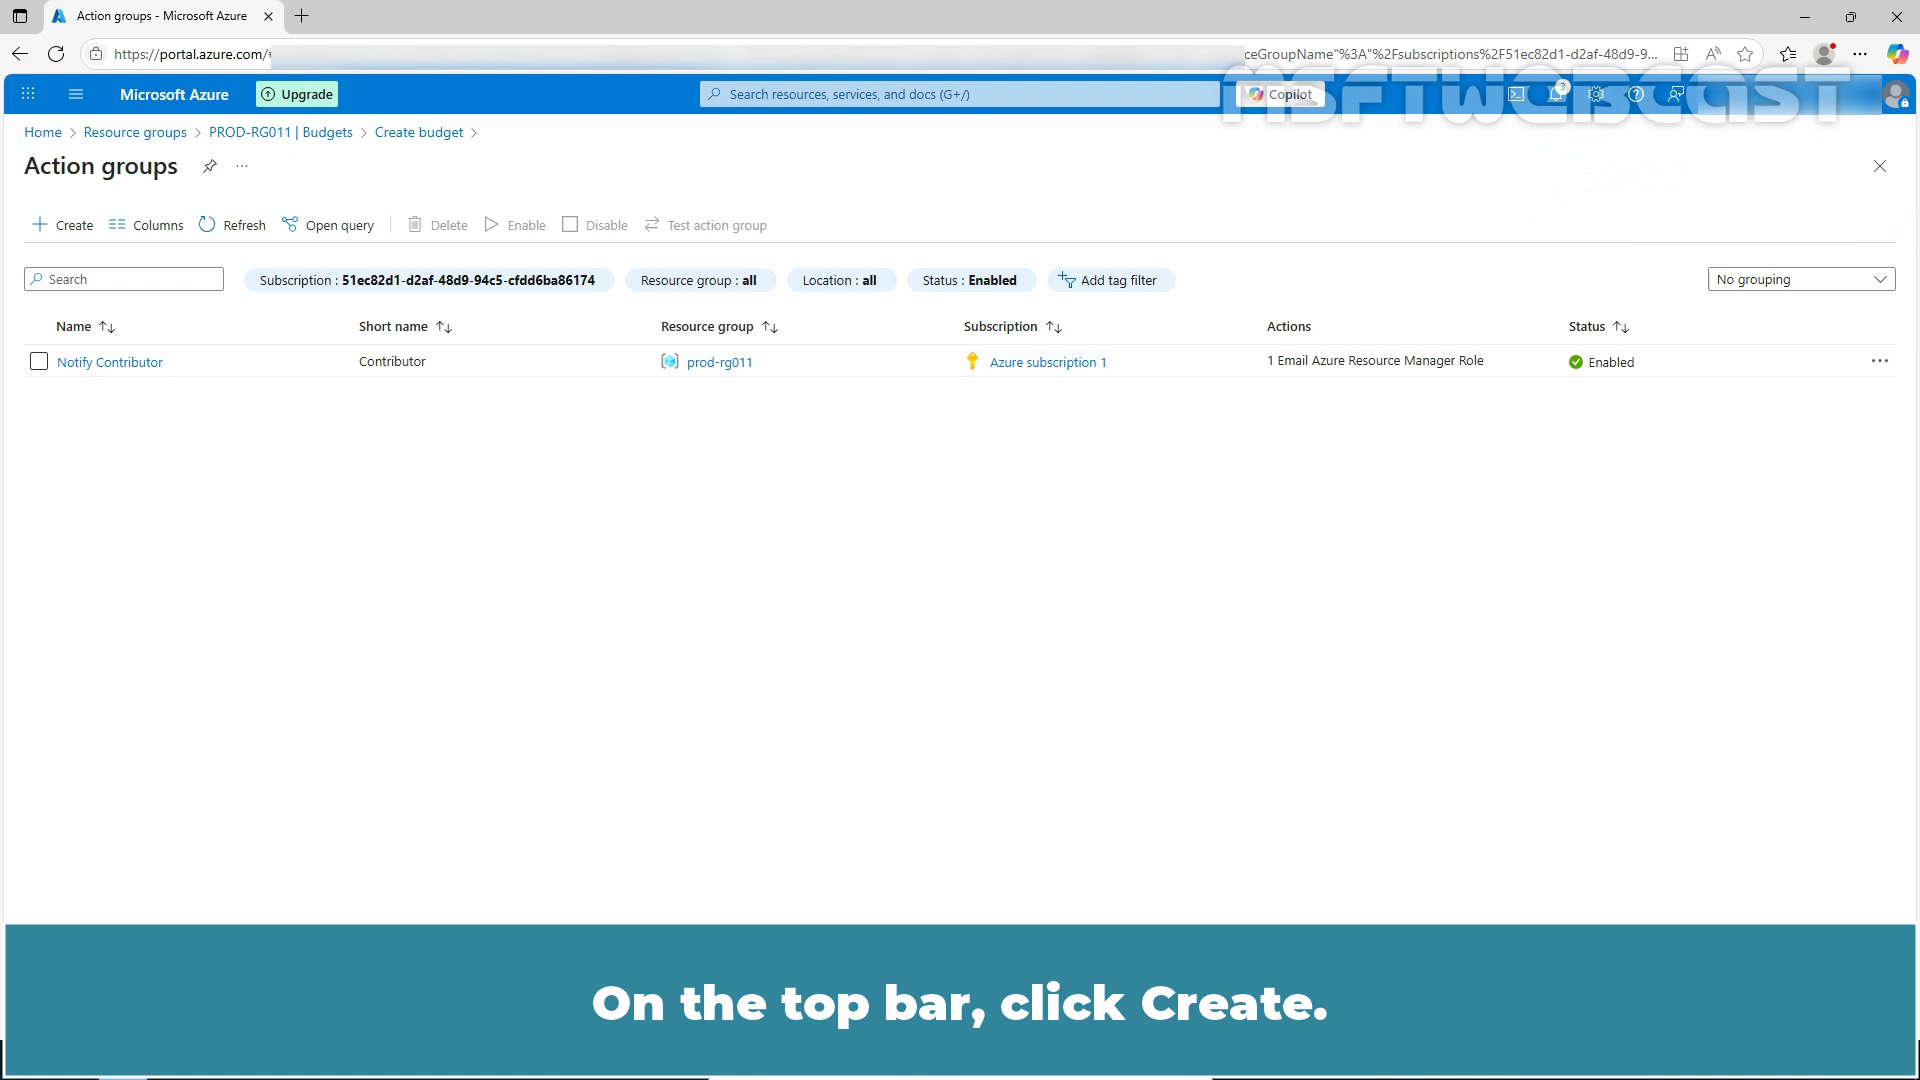 Action groups - Microsoft Azure
https://portal.azure.com/# ceGroupName"%3A"%2Fsubscriptions%2F51ec82d1-d2af-48d9-9...
Microsoft Azure Upgrade Search resources, services, and docs (G+/) Copilot 3
MSFTWEBCAST
Home > Resource groups > PROD-RG011 | Budgets > Create budget >
Action groups ...
+ Create Columns Refresh Open query Delete Enable Disable Test action group
Search Subscription : 51ec82d1-d2af-48d9-94c5-cfdd6ba86174 Resource group : all Location : all Status : Enabled Add tag filter No grouping
Name Short name Resource group Subscription Actions Status
Notify Contributor Contributor prod-rg011 Azure subscription 1 1 Email Azure Resource Manager Role Enabled ...
On the top bar, click Create.